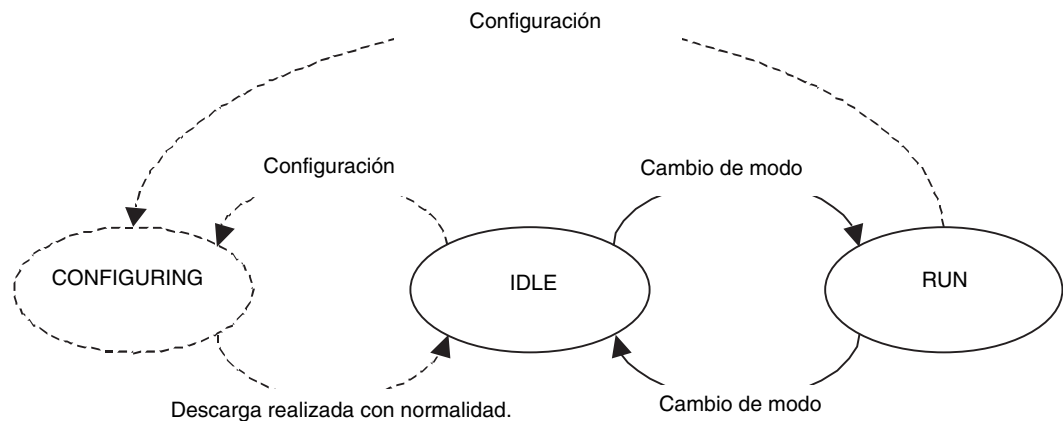 Configuración
Configuración
Cambio de modo
CONFIGURING
IDLE
RUN
Descarga realizada con normalidad.
Cambio de modo